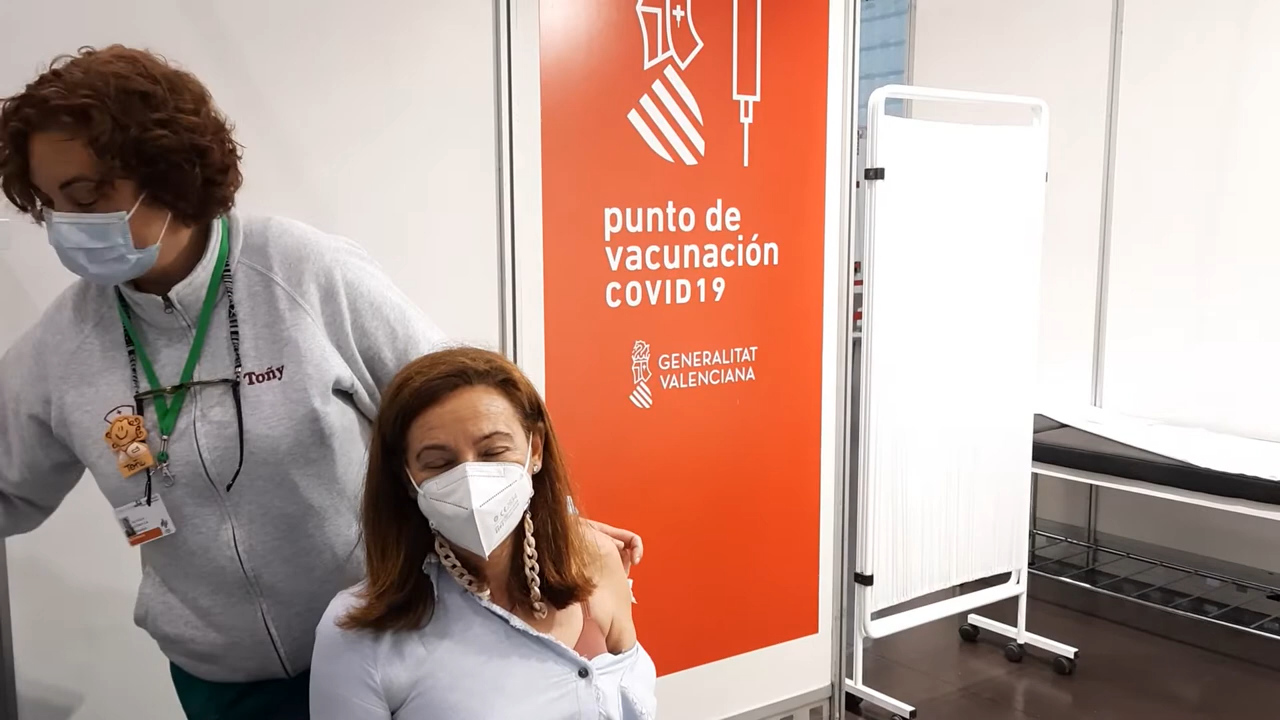 punto de
vacunación
COVID19
GENERALITAT
VALENCIANA
Toñy